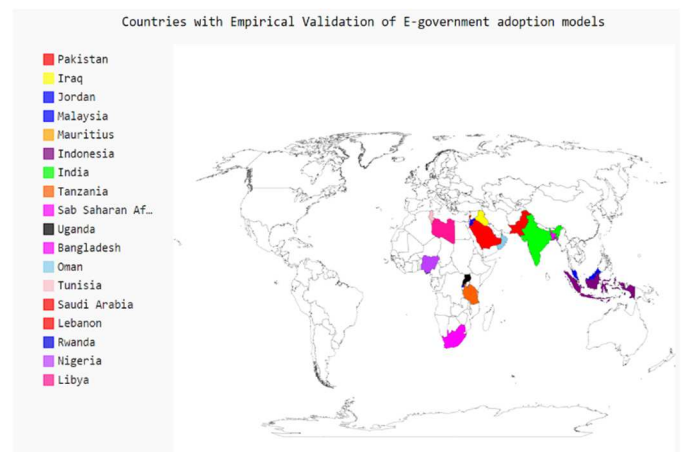 Countries with Empirical Validation of E-government adoption models
Pakistan
Iraq
Jordan
Malaysia
Mauritius
Indonesia
India
Tanzania
Sab Saharan Af…
Uganda
Bangladesh
Oman
Tunisia
Saudi Arabia
Lebanon
Rwanda
Nigeria
Libya